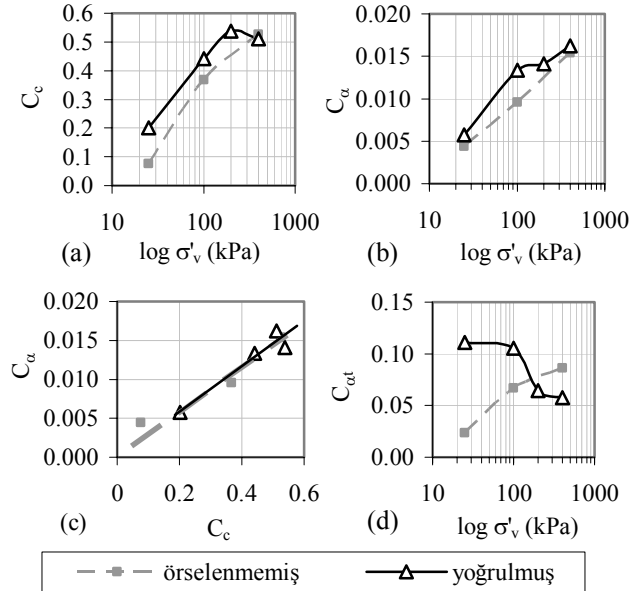 0.6
0.5
0.4
0.3
0.2
0.1
0.0
C_c
10 100 1000
(a) log σ'_v (kPa)
0.020
0.015
0.010
0.005
0.000
C_α
10 100 1000
(b) log σ'_v (kPa)
0.020
0.015
0.010
0.005
0.000
C_α
0 0.2 0.4 0.6
(c) C_c
0.15
0.10
0.05
0.00
C_αt
10 100 1000
(d) log σ'_v (kPa)
örselenmemiş yoğrulmuş